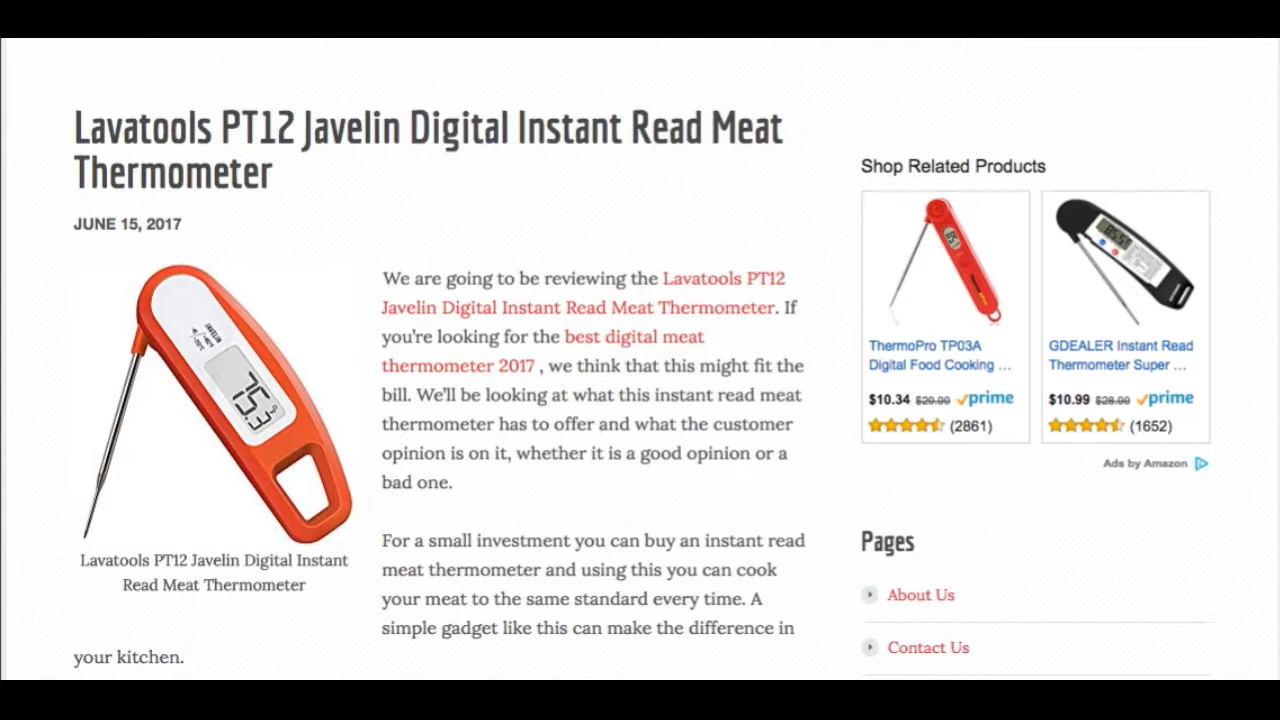 Lavatools PT12 Javelin Digital Instant Read Meat
Thermometer
JUNE 15, 2017
We are going to be reviewing the Lavatools PT12
Javelin Digital Instant Read Meat Thermometer. If
you're looking for the best digital meat
thermometer 2017 , we think that this might fit the
bill. We'll be looking at what this instant read meat
thermometer has to offer and what the customer
opinion is on it, whether it is a good opinion or a
bad one.
75.3
Lavatools PT12 Javelin Digital Instant
Read Meat Thermometer
For a small investment you can buy an instant read
meat thermometer and using this you can cook
your meat to the same standard every time. A
simple gadget like this can make the difference in
your kitchen.
Shop Related Products
ThermoPro TP03A
Digital Food Cooking ...
$10.34 $20.00 prime
(2861)
GDEALER Instant Read
Thermometer Super ...
$10.99 $28.00 prime
(1652)
Ads by Amazon
Pages
About Us
Contact Us